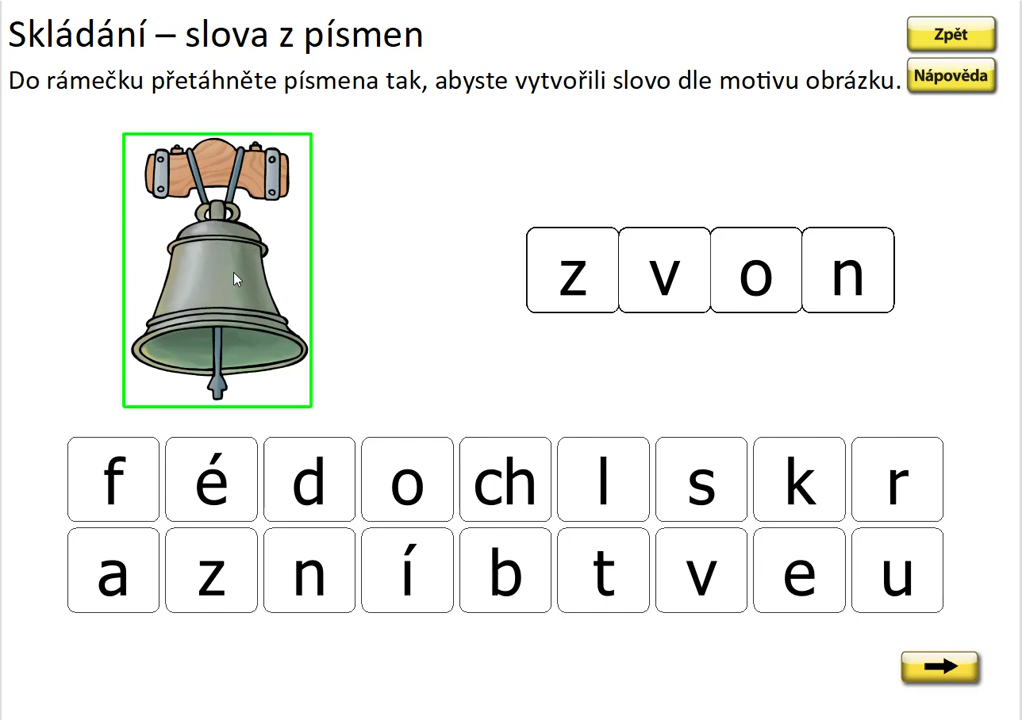 Skládání – slova z písmen
Zpět
Do rámečku přetáhněte písmena tak, abyste vytvořili slovo dle motivu obrázku.
Nápověda
z v o n
f é d o ch l s k r
a z n í b t v e u